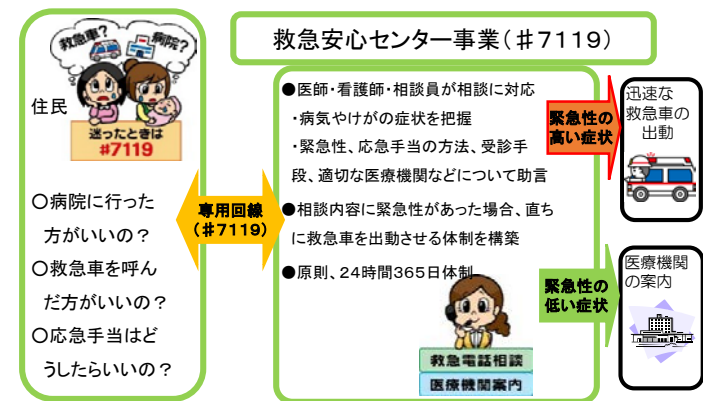 救急車?
病院?
住民
迷ったときは
#7119
○病院に行った
方がいいの?
○救急車を呼ん
だ方がいいの?
○応急手当はど
うしたらいいの?
専用回線
(#7119)
救急安心センター事業(#7119)
●医師・看護師・相談員が相談に対応
・病気やけがの症状を把握
・緊急性、応急手当の方法、受診手
段、適切な医療機関などについて助言
●相談内容に緊急性があった場合、直ち
に救急車を出動させる体制を構築
●原則、24時間365日体制
救急電話相談
医療機関案内
緊急性の
高い症状
迅速な
救急車の
出動
緊急性の
低い症状
医療機関
の案内